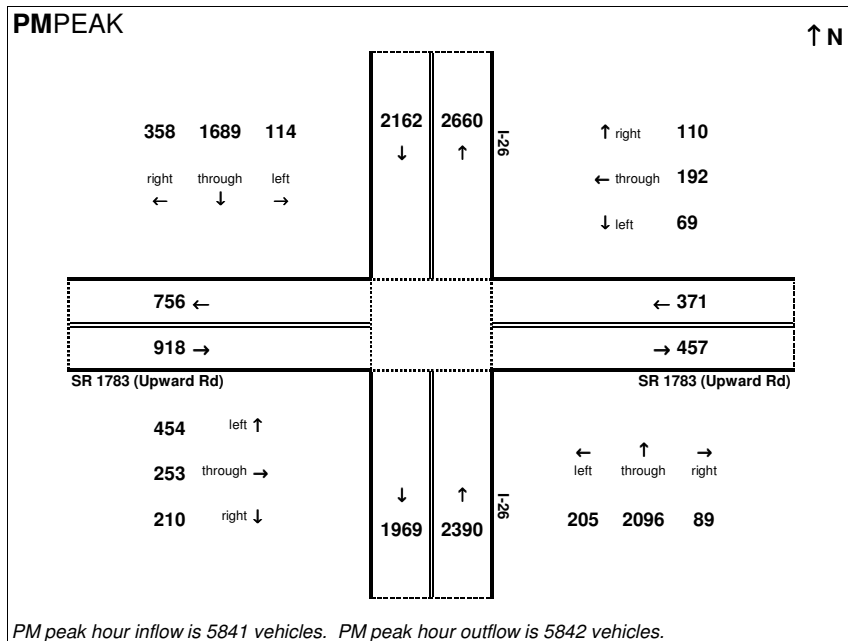 PMPEAK
↑ N
358 1689 114
right through left
← ↓ →
2162 2660
↓ ↑
I-26
↑ right 110
← through 192
↓ left 69
756 ←
918 →
← 371
→ 457
SR 1783 (Upward Rd)
SR 1783 (Upward Rd)
454 left ↑
253 through →
210 right ↓
↓ ↑
1969 2390
I-26
← ↑ →
left through right
205 2096 89
PM peak hour inflow is 5841 vehicles. PM peak hour outflow is 5842 vehicles.